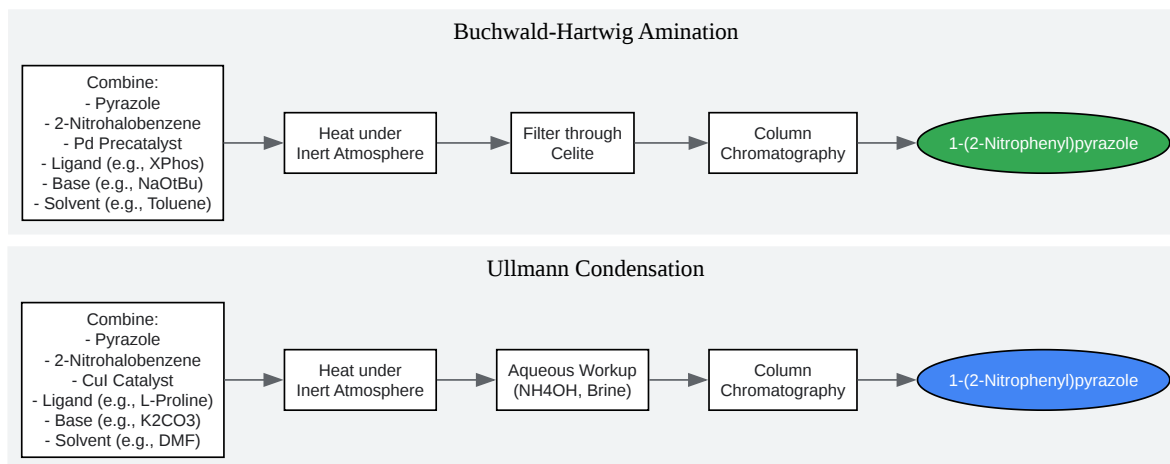 Buchwald-Hartwig Amination
Combine:
- Pyrazole
- 2-Nitrohalobenzene
- Pd Precatalyst
- Ligand (e.g., XPhos)
- Base (e.g., NaOtBu)
- Solvent (e.g., Toluene)
Heat under
Inert Atmosphere
Filter through
Celite
Column
Chromatography
1-(2-Nitrophenyl)pyrazole
Ullmann Condensation
Combine:
- Pyrazole
- 2-Nitrohalobenzene
- CuI Catalyst
- Ligand (e.g., L-Proline)
- Base (e.g., K2CO3)
- Solvent (e.g., DMF)
Heat under
Inert Atmosphere
Aqueous Workup
(NH4OH, Brine)
Column
Chromatography
1-(2-Nitrophenyl)pyrazole